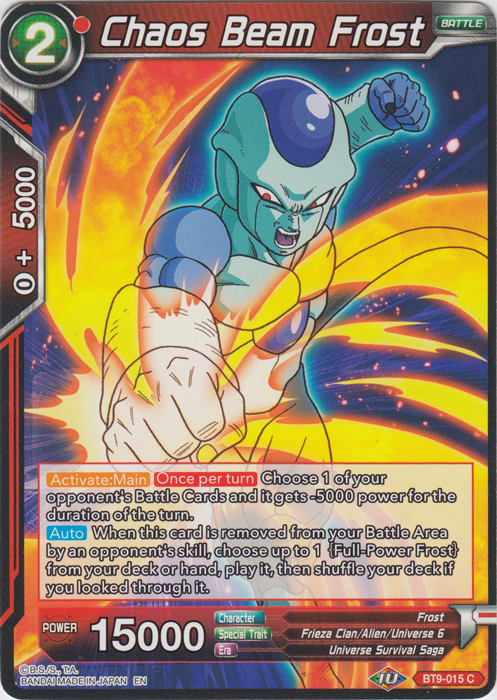 2
Chaos Beam Frost
BATTLE
0 + 5000
Activate:Main Once per turn Choose 1 of your
opponent's Battle Cards and it gets -5000 power for the
duration of the turn.
Auto When this card is removed from your Battle Area
by an opponent's skill, choose up to 1 {Full-Power Frost}
from your deck or hand, play it, then shuffle your deck if
you looked through it.
POWER 15000
Character Frost
Special Trait Frieza Clan/Alien/Universe 6
Era Universe Survival Saga
©B.S./S., T.A.
BANDAI MADE IN JAPAN EN
BT9-015 C